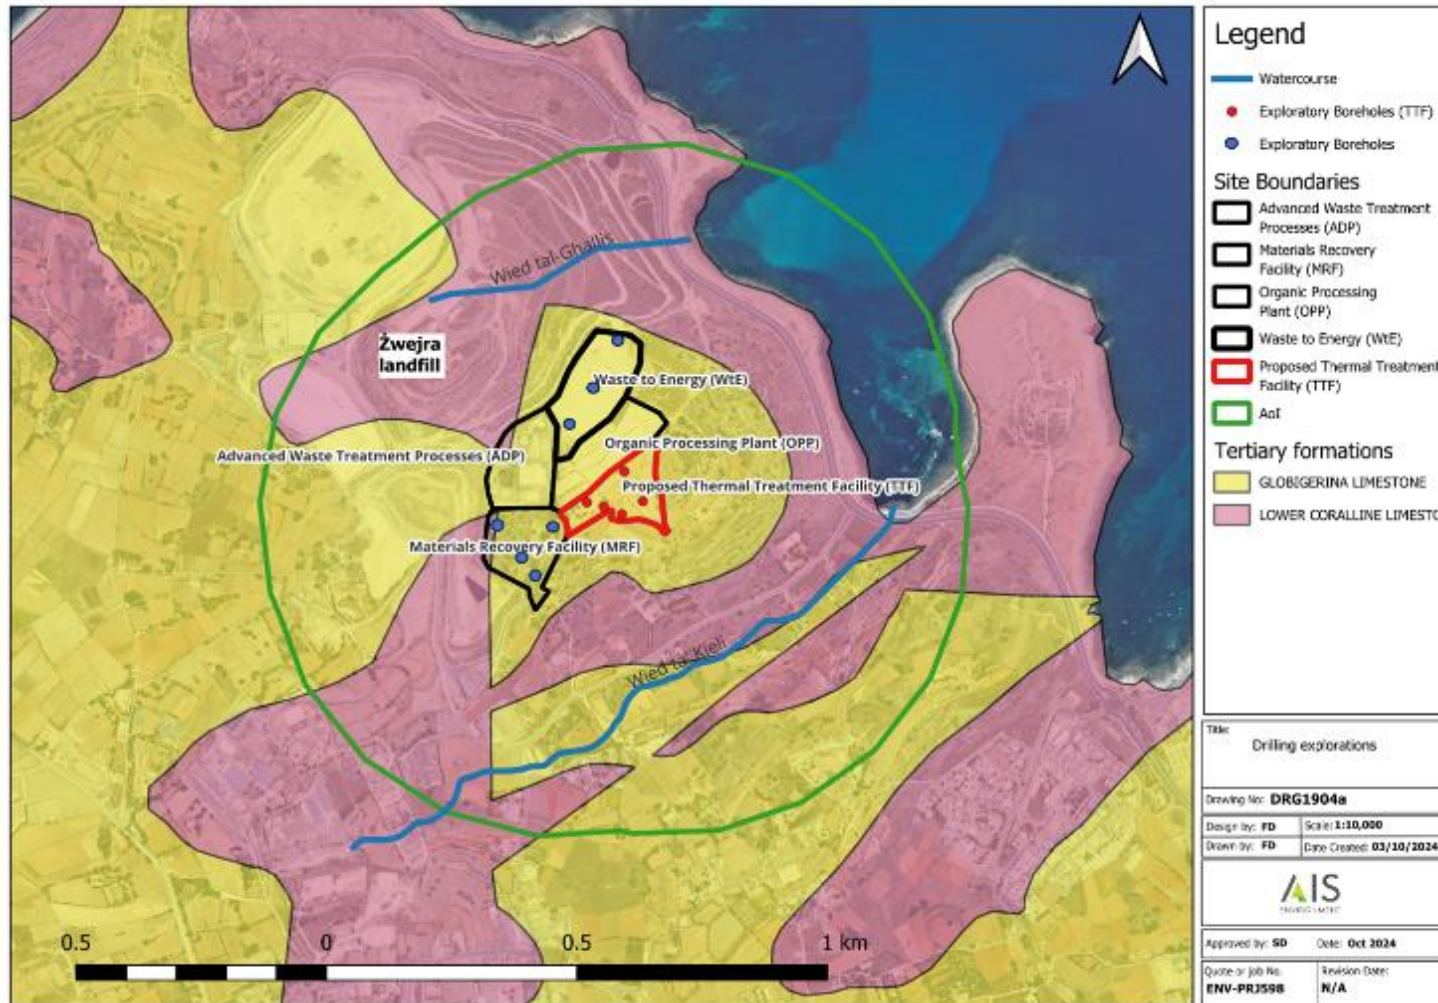 Wied tal-Għallis
Żwejra
landfill
Waste to Energy (WtE)
Organic Processing Plant (OPP)
Advanced Waste Treatment Processes (ADP)
Proposed Thermal Treatment Facility (TTF)
Materials Recovery Facility (MRF)
Wied ta' Kieli
0.5 0 0.5 1 km
Legend
Watercourse
Exploratory Boreholes (TTF)
Exploratory Boreholes
Site Boundaries
Advanced Waste Treatment
Processes (ADP)
Materials Recovery
Facility (MRF)
Organic Processing
Plant (OPP)
Waste to Energy (WtE)
Proposed Thermal Treatment
Facility (TTF)
AoI
Tertiary formations
GLOBIGERINA LIMESTONE
LOWER CORALLINE LIMESTO
Title:
Drilling explorations
Drawing No: DRG1904a
Design by: FD Scale: 1:10,000
Drawn by: FD Date Created: 03/10/2024
AIS
ENVIRONMENT
Approved by: SD Date: Oct 2024
Quote or job No. Revision Date:
ENV-PRJ598 N/A